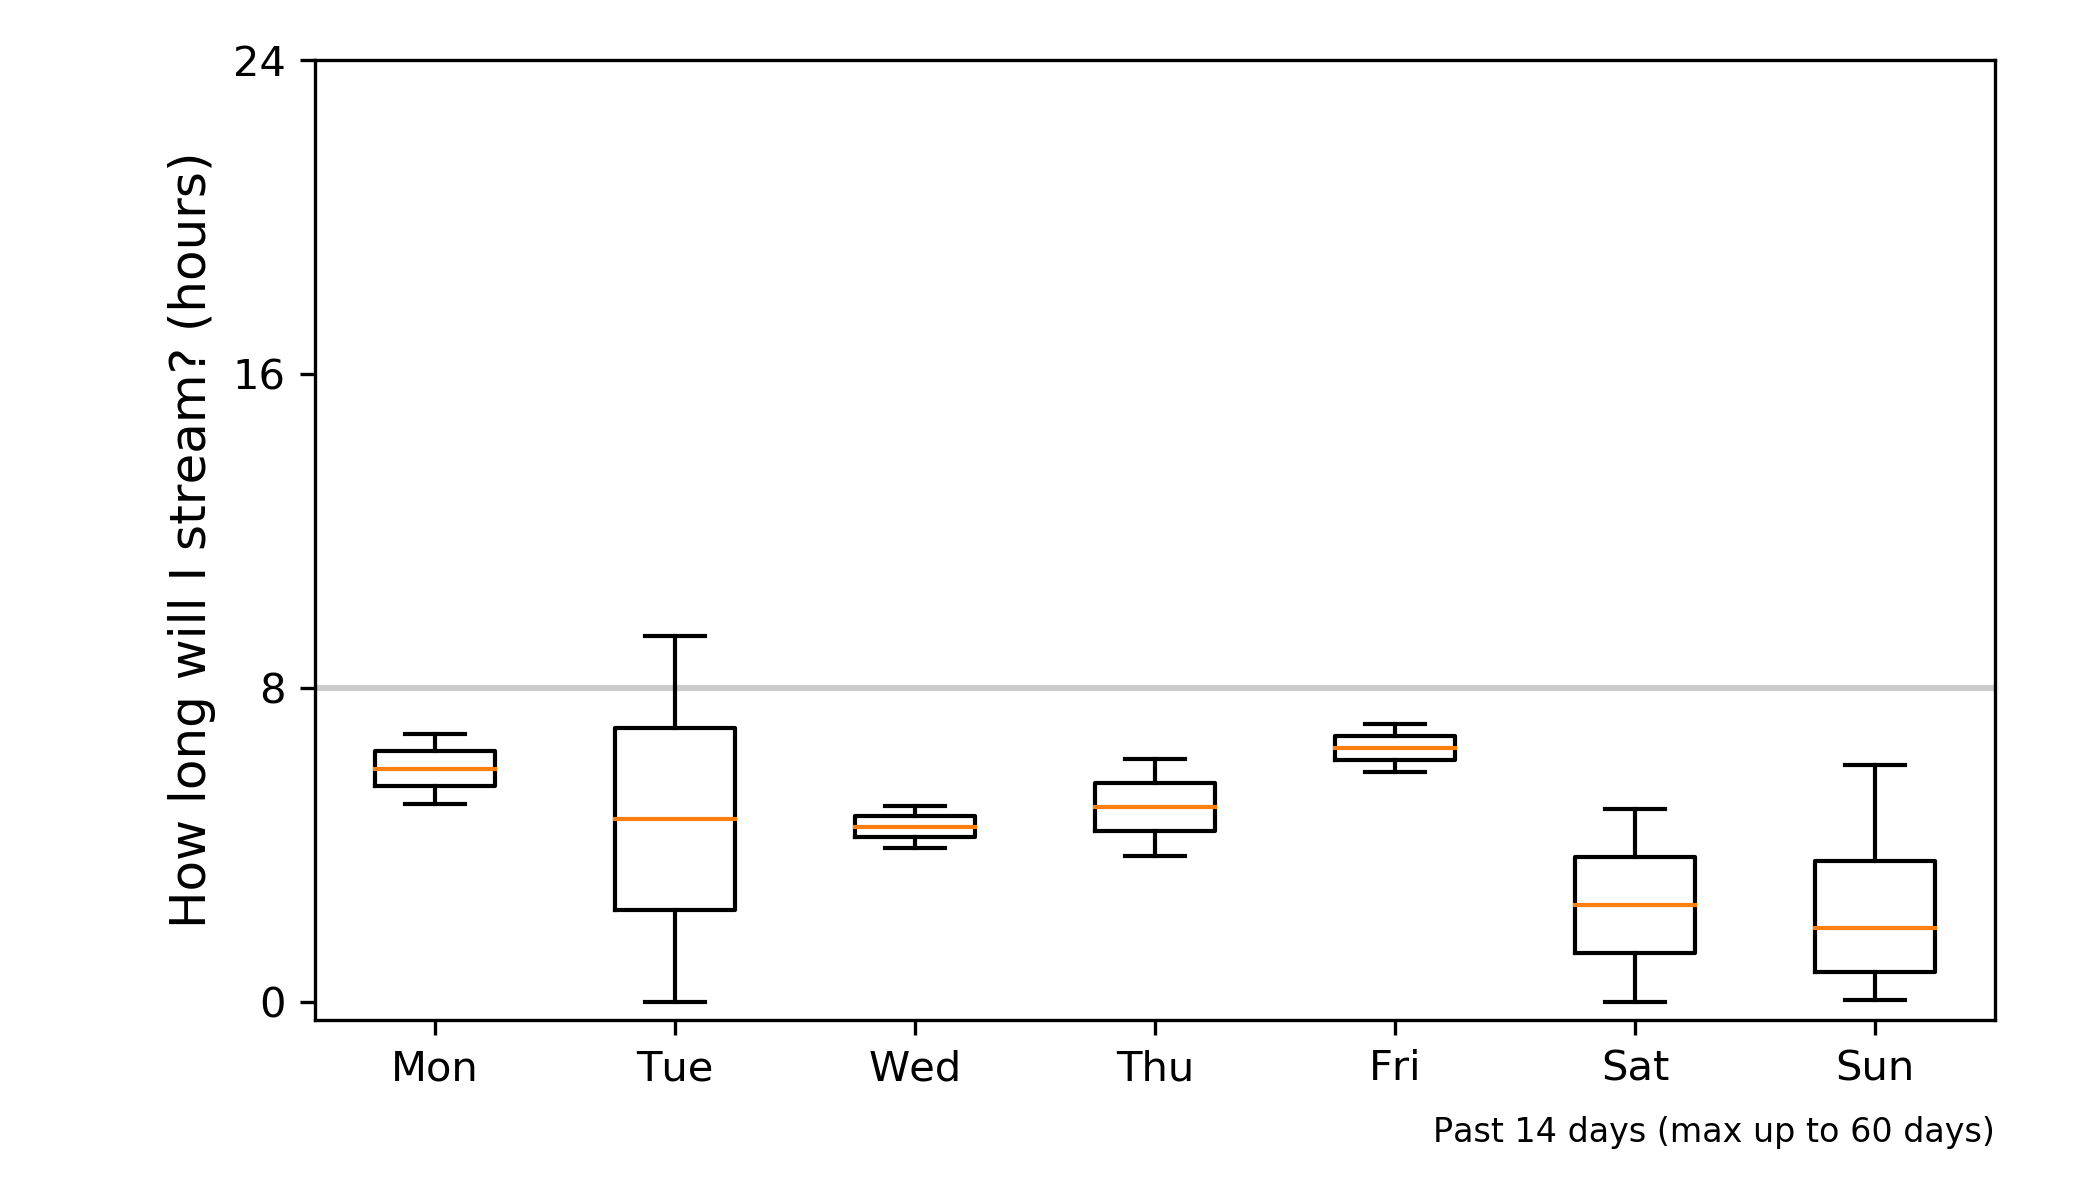 How long will I stream? (hours)
24
16
8
0
Mon Tue Wed Thu Fri Sat Sun
Past 14 days (max up to 60 days)